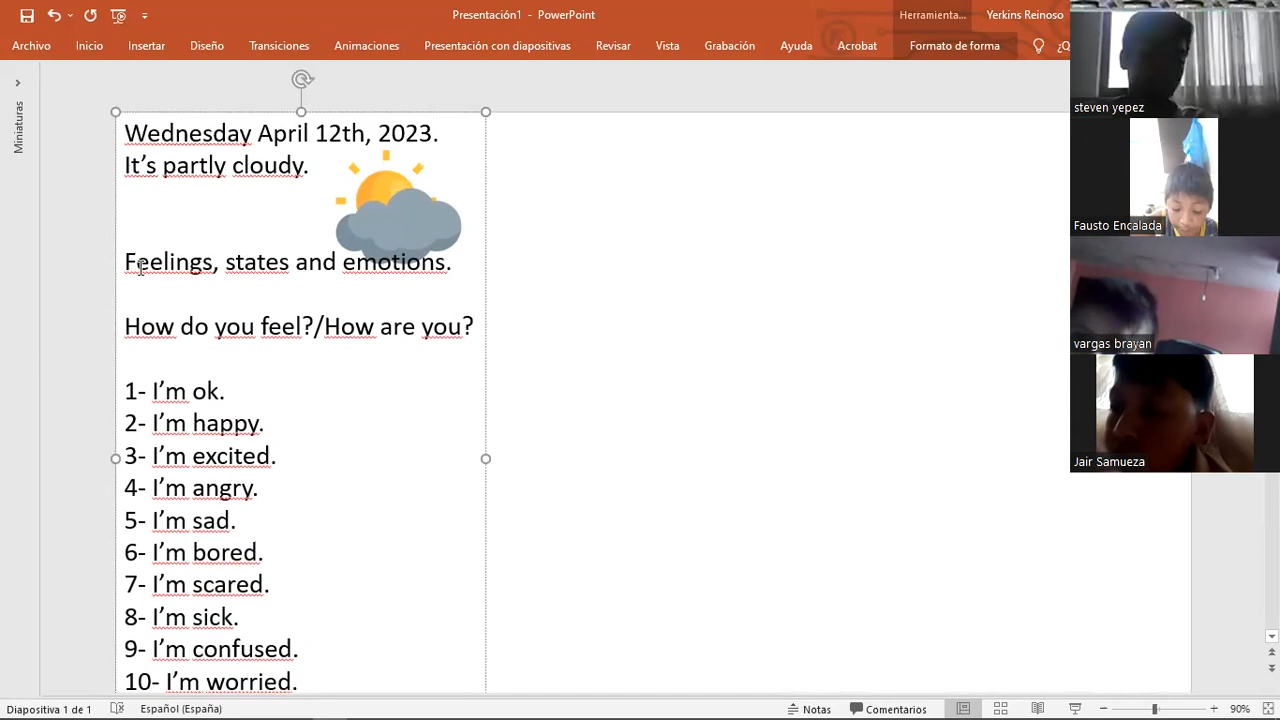 Presentación1 - PowerPoint
Herramienta...
Yerkins Reinoso
Archivo
Inicio
Insertar
Diseño
Transiciones
Animaciones
Presentación con diapositivas
Revisar
Vista
Grabación
Ayuda
Acrobat
Formato de forma
¿Q
Miniaturas
Wednesday April 12th, 2023.
It's partly cloudy.
Feelings, states and emotions.
How do you feel?/How are you?
1- I'm ok.
2- I'm happy.
3- I'm excited.
4- I'm angry.
5- I'm sad.
6- I'm bored.
7- I'm scared.
8- I'm sick.
9- I'm confused.
10- I'm worried.
steven yepez
Fausto Encalada
vargas brayan
Jair Samueza
Diapositiva 1 de 1
Español (España)
Notas
Comentarios
90%